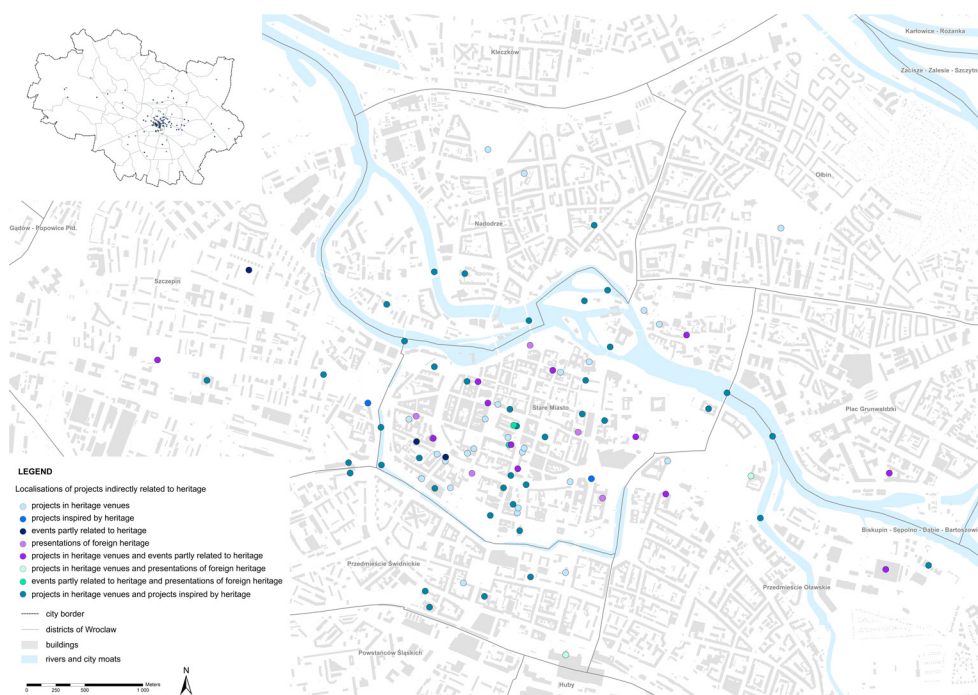 Karłowice - Różanka
Kleczków
Zacisze - Zalesie - Szczytn
Ołbin
Nadodrze
Gądów - Popowice Płd.
Szczepin
Stare Miasto
Plac Grunwaldzki
LEGEND
Localisations of projects indirectly related to heritage
projects in heritage venues
projects inspired by heritage
events partly related to heritage
presentations of foreign heritage
projects in heritage venues and events partly related to heritage
projects in heritage venues and presentations of foreign heritage
events partly related to heritage and presentations of foreign heritage
projects in heritage venues and projects inspired by heritage
city border
districts of Wroclaw
buildings
rivers and city moats
0 250 500 1 000 Meters
N
Biskupin - Sępolno - Dąbie - Bartoszowi
Przedmieście Świdnickie
Przedmieście Oławskie
Powstańców Śląskich
Huby